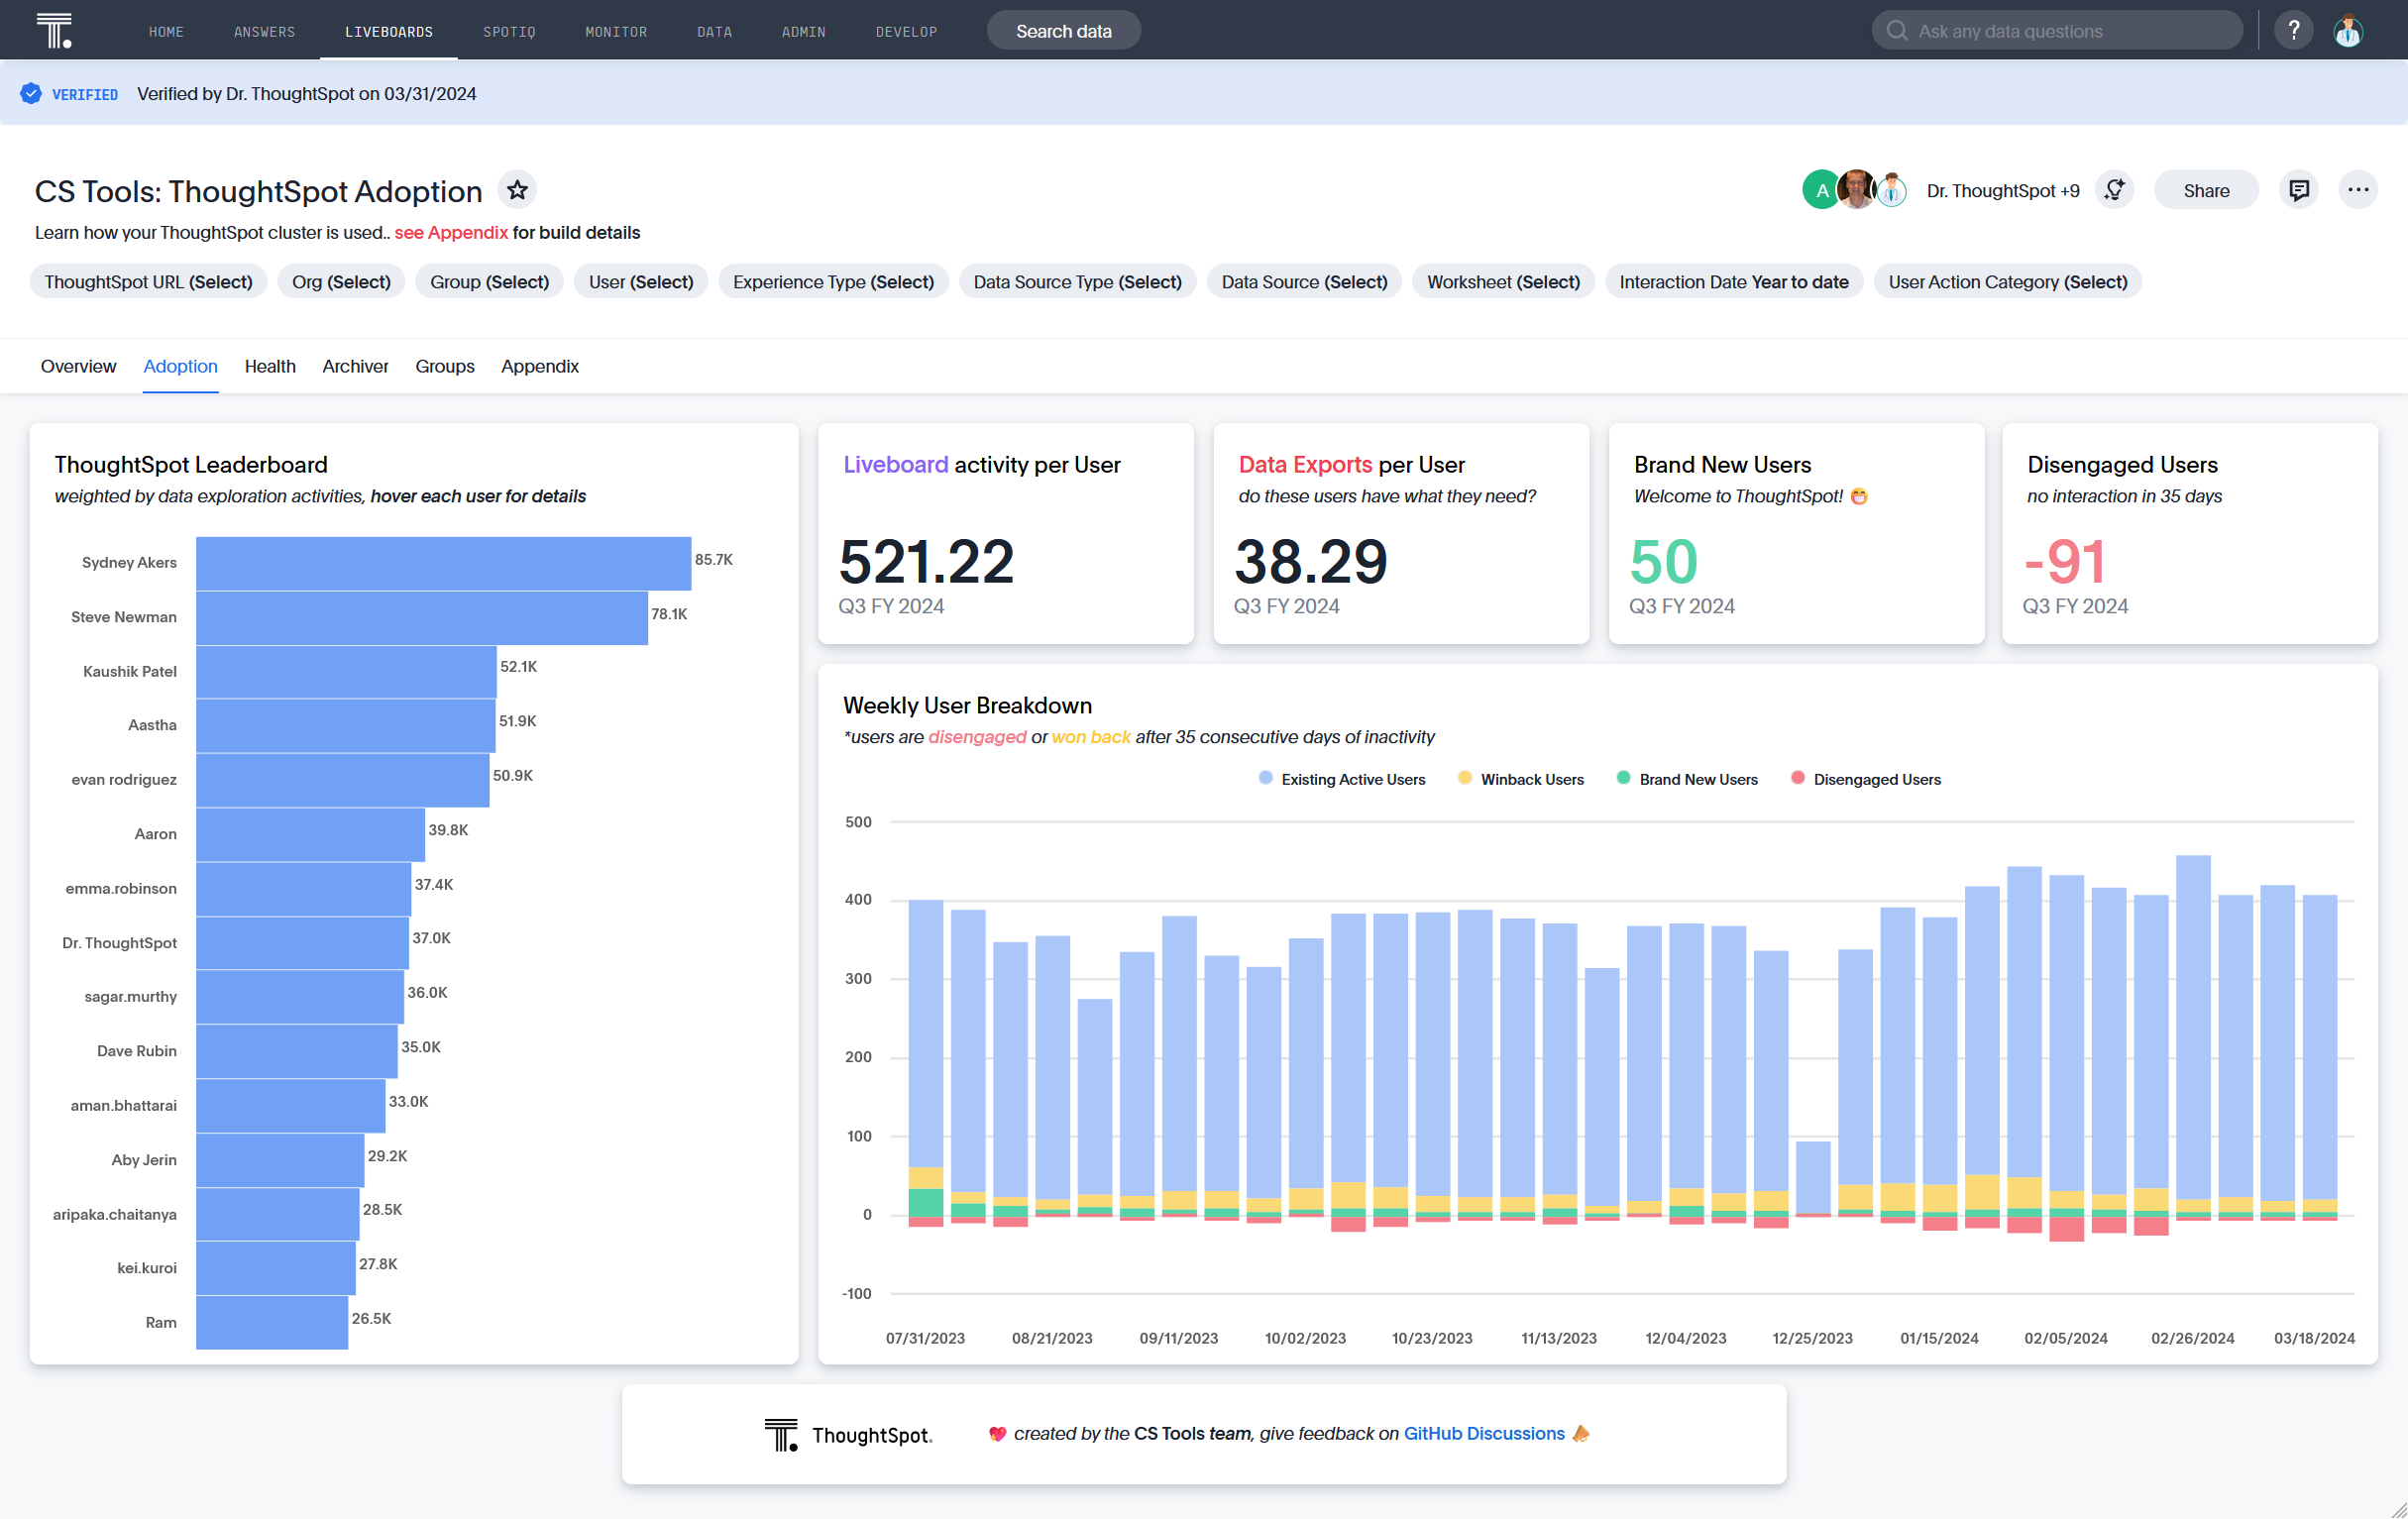 HOME ANSWERS LIVEBOARDS SPOTIQ MONITOR DATA ADMIN DEVELOP Search data Ask any data questions ?
VERIFIED Verified by Dr. ThoughtSpot on 03/31/2024
CS Tools: ThoughtSpot Adoption
A Dr. ThoughtSpot +9 Share
Learn how your ThoughtSpot cluster is used.. see Appendix for build details
ThoughtSpot URL (Select) Org (Select) Group (Select) User (Select) Experience Type (Select) Data Source Type (Select) Data Source (Select) Worksheet (Select) Interaction Date Year to date User Action Category (Select)
Overview Adoption Health Archiver Groups Appendix
ThoughtSpot Leaderboard
weighted by data exploration activities, hover each user for details
Sydney Akers 85.7K
Steve Newman 78.1K
Kaushik Patel 52.1K
Aastha 51.9K
evan rodriguez 50.9K
Aaron 39.8K
emma.robinson 37.4K
Dr. ThoughtSpot 37.0K
sagar.murthy 36.0K
Dave Rubin 35.0K
aman.bhattarai 33.0K
Aby Jerin 29.2K
aripaka.chaitanya 28.5K
kei.kuroi 27.8K
Ram 26.5K
Liveboard activity per User
521.22
Q3 FY 2024
Data Exports per User
do these users have what they need?
38.29
Q3 FY 2024
Brand New Users
Welcome to ThoughtSpot! 😁
50
Q3 FY 2024
Disengaged Users
no interaction in 35 days
-91
Q3 FY 2024
Weekly User Breakdown
*users are disengaged or won back after 35 consecutive days of inactivity
Existing Active Users Winback Users Brand New Users Disengaged Users
500
400
300
200
100
0
-100
07/31/2023 08/21/2023 09/11/2023 10/02/2023 10/23/2023 11/13/2023 12/04/2023 12/25/2023 01/15/2024 02/05/2024 02/26/2024 03/18/2024
ThoughtSpot. 💖 created by the CS Tools team, give feedback on GitHub Discussions 📣